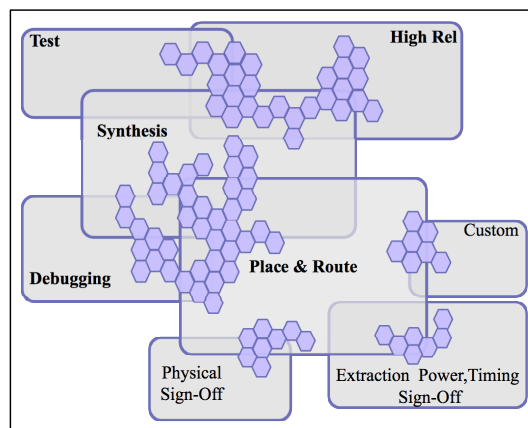 Test
High Rel
Synthesis
Custom
Debugging
Place & Route
Physical
Sign-Off
Extraction Power,Timing
Sign-Off